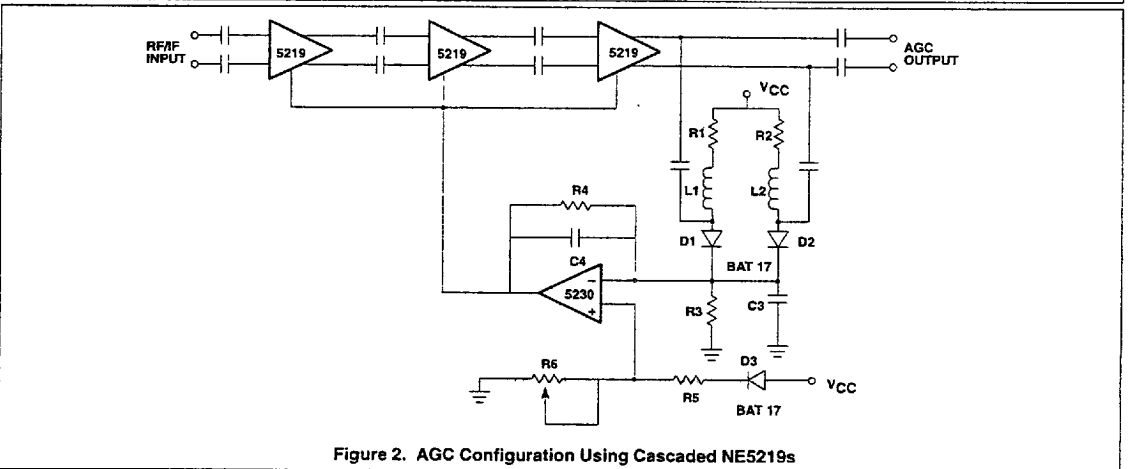 RF/IF
INPUT
5219
5219
5219
AGC
OUTPUT
VCC
R1
R2
L1
L2
R4
C4
D1
D2
BAT 17
−
5230
+
R3
C3
R6
D3
R5
VCC
BAT 17
Figure 2. AGC Configuration Using Cascaded NE5219s